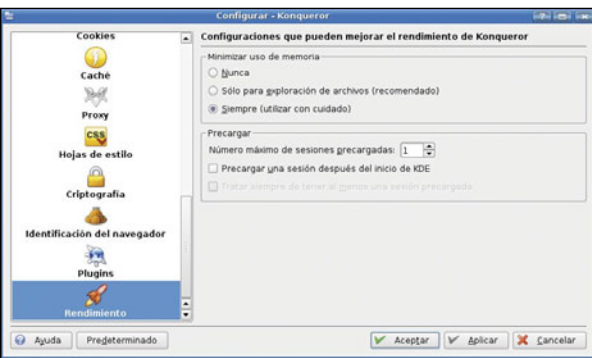 Configurar - Konqueror
Cookies
Caché
Proxy
CSS
Hojas de estilo
Criptografía
Identificación del navegador
Plugins
Rendimiento
Configuraciones que pueden mejorar el rendimiento de Konqueror
Minimizar uso de memoria
Nunca
Sólo para exploración de archivos (recomendado)
Siempre (utilizar con cuidado)
Precargar
Número máximo de sesiones precargadas: 1
Precargar una sesión después del inicio de KDE
Tratar siempre de tener al menos una sesión precargada
Ayuda Predeterminado Aceptar Aplicar Cancelar